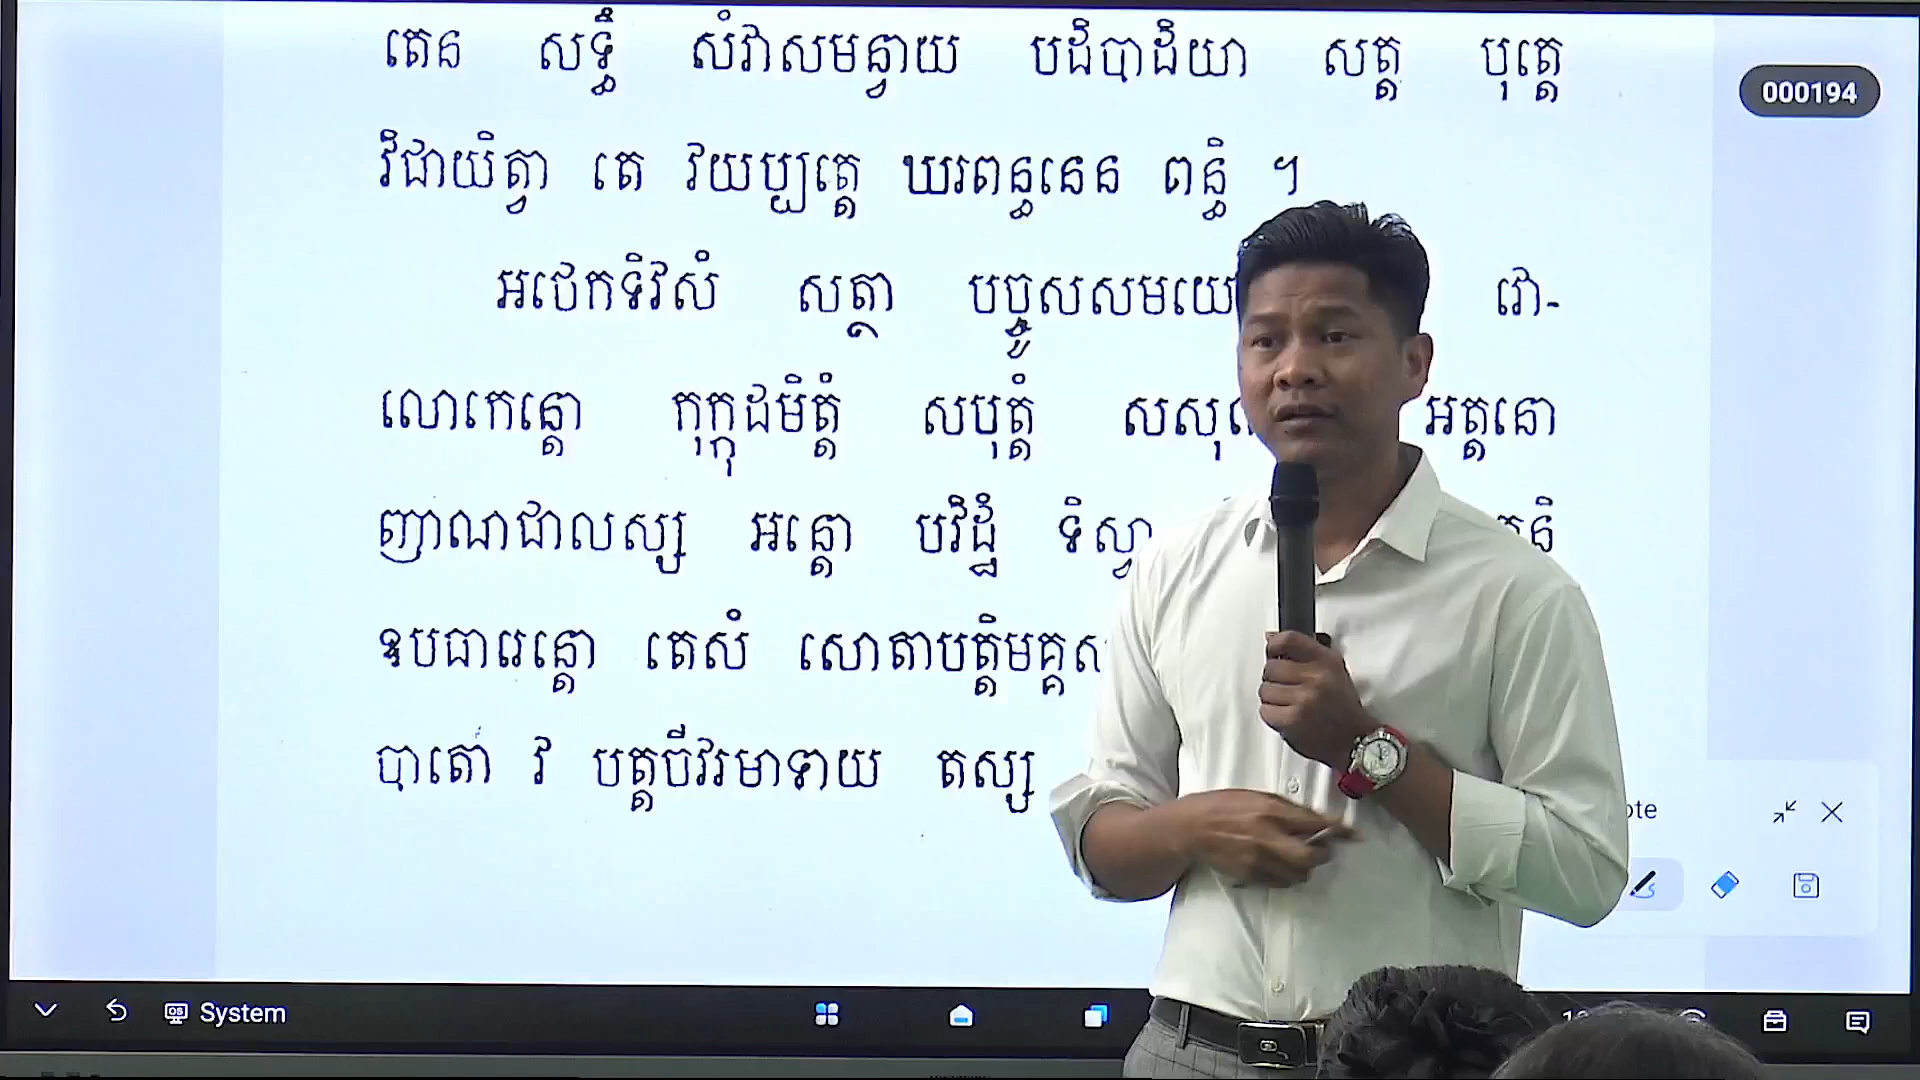 តេន សទ្ធឹ សំវាសមន្វាយ បដិបាដិយា សត្ត បុត្តេ
000194
វិជាយិត្វា តេ វយប្បត្តេ ឃរពន្ធនេន ពន្ធិ ។
អថេកទិវសំ សត្ថា បច្ចូសសមយេ វោ-
លោកេន្តោ កុក្កុដមិត្តំ សបុត្តំ អត្តនោ
ញាណជាលស្ស អន្តោ បវិដ្ឋំ ទិស្វា
ឧបធារេន្តោ តេសំ សោតាបត្តិមគ្គស
បាតោ វ បត្តចីវរមាទាយ តស្ស
System